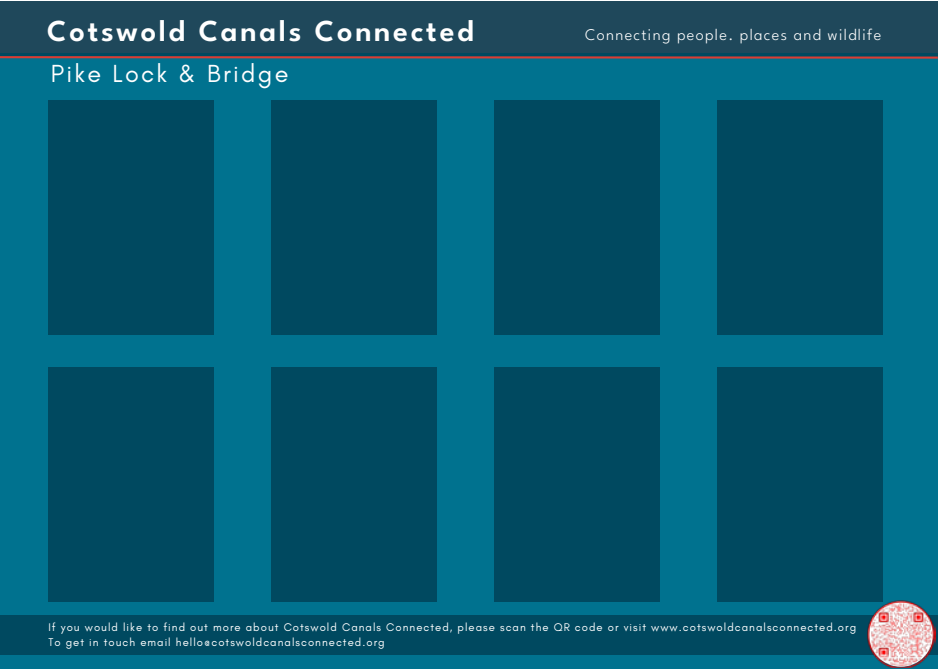 Cotswold Canals Connected
Connecting people. places and wildlife
Pike Lock & Bridge
If you would like to find out more about Cotswold Canals Connected, please scan the QR code or visit www.cotswoldcanalsconnected.org
To get in touch email hello@cotswoldcanalsconnected.org